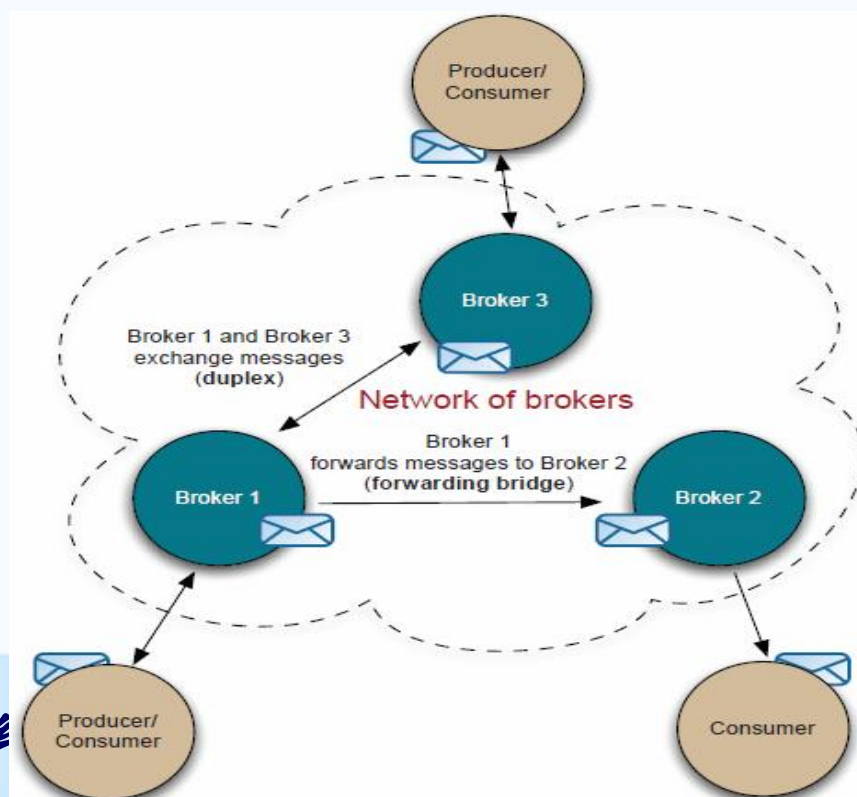 Producer/
Consumer
Broker 3
Broker 1 and Broker 3
exchange messages
(duplex)
Network of brokers
Broker 1
forwards messages to Broker 2
(forwarding bridge)
Broker 1
Broker 2
Producer/
Consumer
Consumer